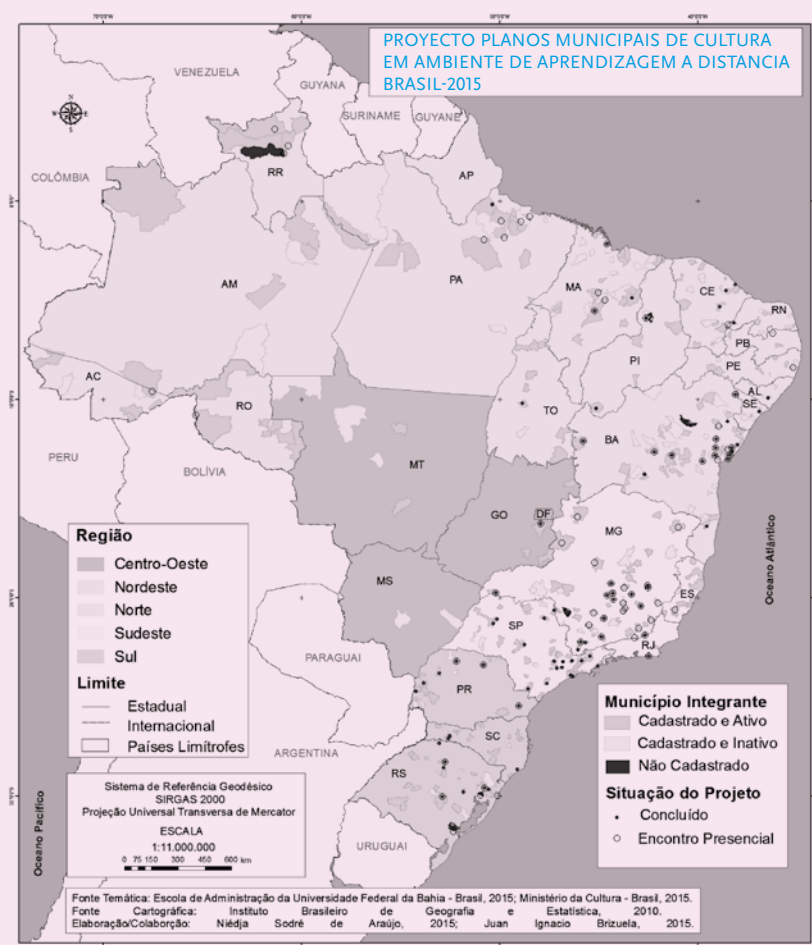 PROYECTO PLANOS MUNICIPAIS DE CULTURA
EM AMBIENTE DE APRENDIZAGEM A DISTANCIA
BRASIL-2015
VENEZUELA
GUYANA
SURINAME
GUYANE
COLÔMBIA
N
W
E
S
RR
AP
AM
PA
MA
CE
RN
PB
PE
AL
SE
PI
AC
RO
TO
BA
PERU
BOLÍVIA
MT
GO
DF
MG
ES
MS
SP
RJ
PARAGUAI
PR
SC
RS
ARGENTINA
URUGUAI
Oceano Atlântico
Oceano Pacífico
Região
Centro-Oeste
Nordeste
Norte
Sudeste
Sul
Limite
Estadual
Internacional
Países Limítrofes
Sistema de Referência Geodésico
SIRGAS 2000
Projeção Universal Transversa de Mercator
ESCALA
1:11.000.000
0 75 150 300 450 600 km
Município Integrante
Cadastrado e Ativo
Cadastrado e Inativo
Não Cadastrado
Situação do Projeto
Concluído
Encontro Presencial
Fonte Temática: Escola de Administração da Universidade Federal da Bahia - Brasil, 2015; Ministério da Cultura - Brasil, 2015.
Fonte Cartográfica: Instituto Brasileiro de Geografia e Estatística, 2010.
Elaboração/Colaborção: Niédja Sodré de Araújo, 2015; Juan Ignacio Brizuela, 2015.